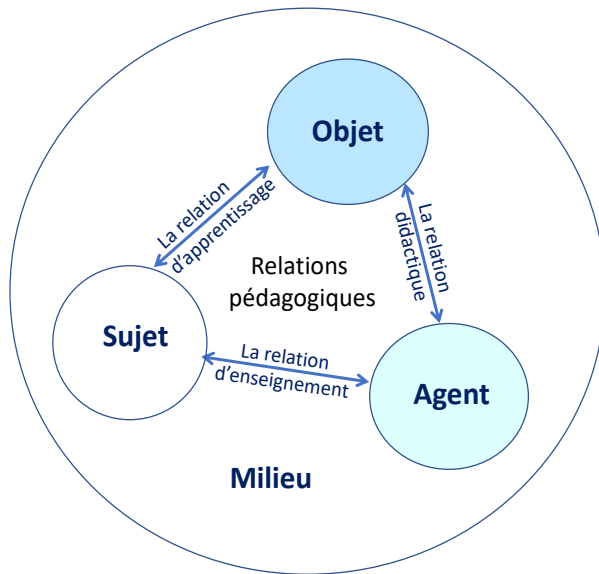 Objet
La relation
d'apprentissage
La relation
didactique
Relations
pédagogiques
Sujet
La relation
d'enseignement
Agent
Milieu